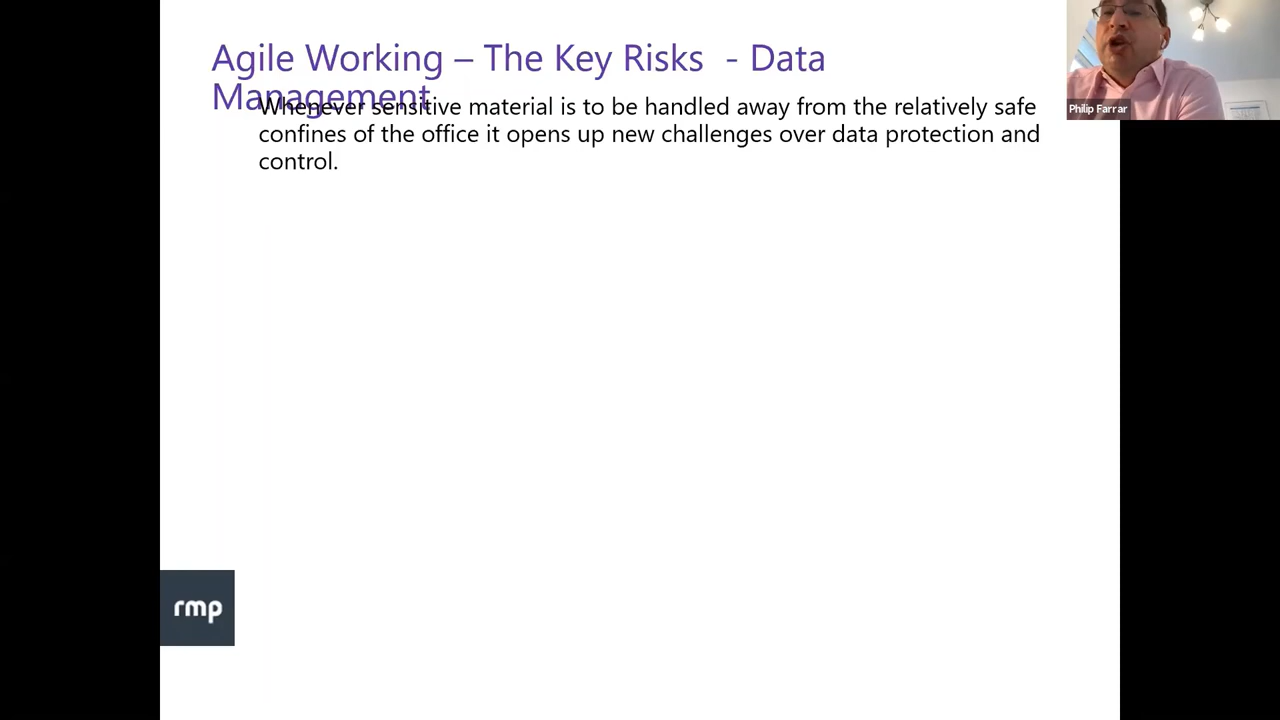 Agile Working – The Key Risks  - Data
Management
Whenever sensitive material is to be handled away from the relatively safe
confines of the office it opens up new challenges over data protection and
control.
Philip Farrar
rmp